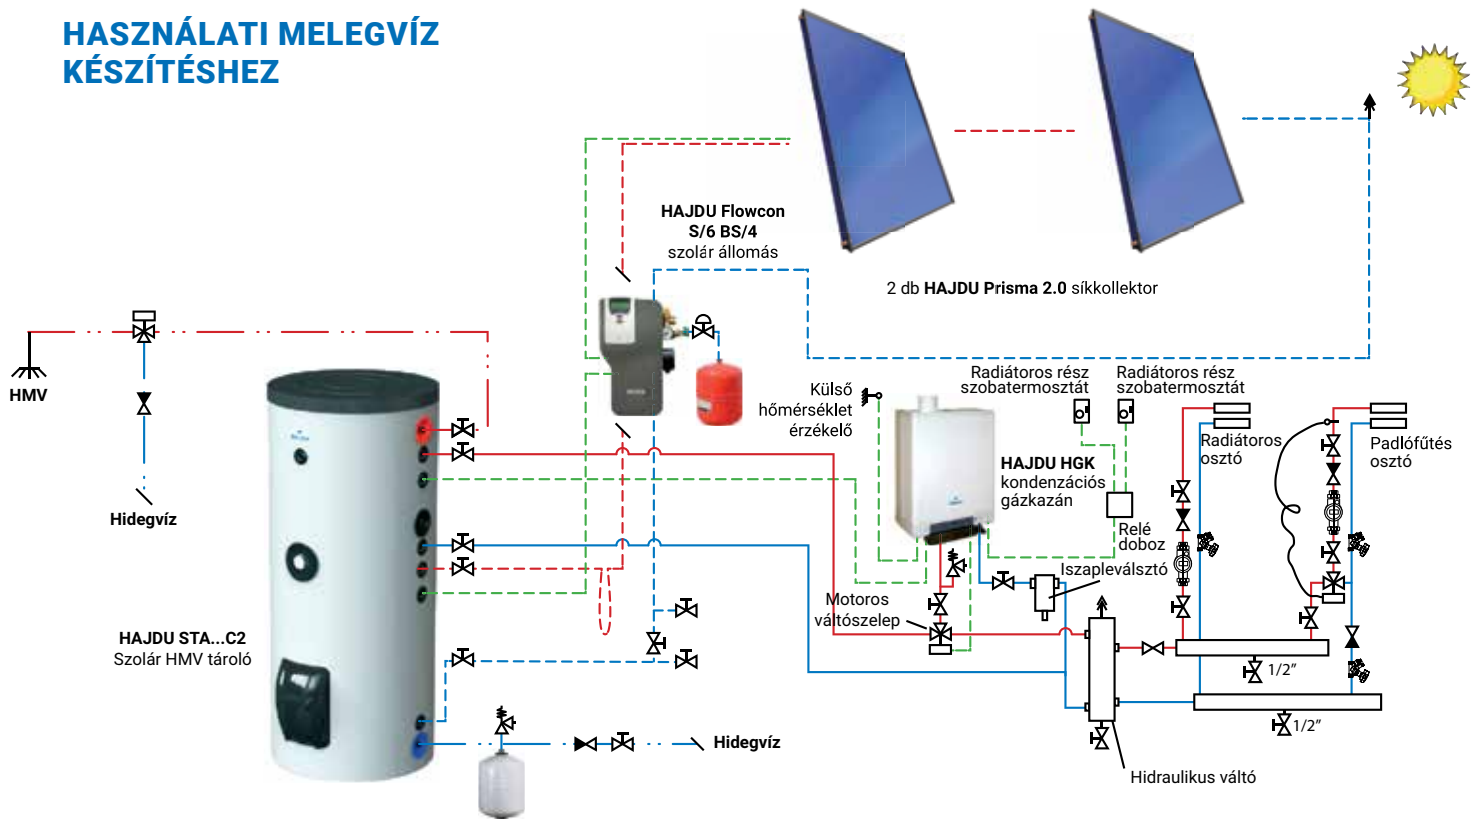 HASZNÁLATI MELEGVÍZ
KÉSZÍTÉSHEZ
HAJDU Flowcon
S/6 BS/4
szolár állomás
2 db HAJDU Prisma 2.0 síkkollektor
HMV
Hidegvíz
Külső
hőmérséklet
érzékelő
Radiátoros rész
szobatermosztát
Radiátoros rész
szobatermosztát
HAJDU HGK
kondenzációs
gázkazán
Relé
doboz
Radiátoros
osztó
Padlófűtés
osztó
Iszapleválsztó
Motoros
váltószelep
HAJDU STA...C2
Szolár HMV tároló
1/2”
1/2”
Hidegvíz
Hidraulikus váltó